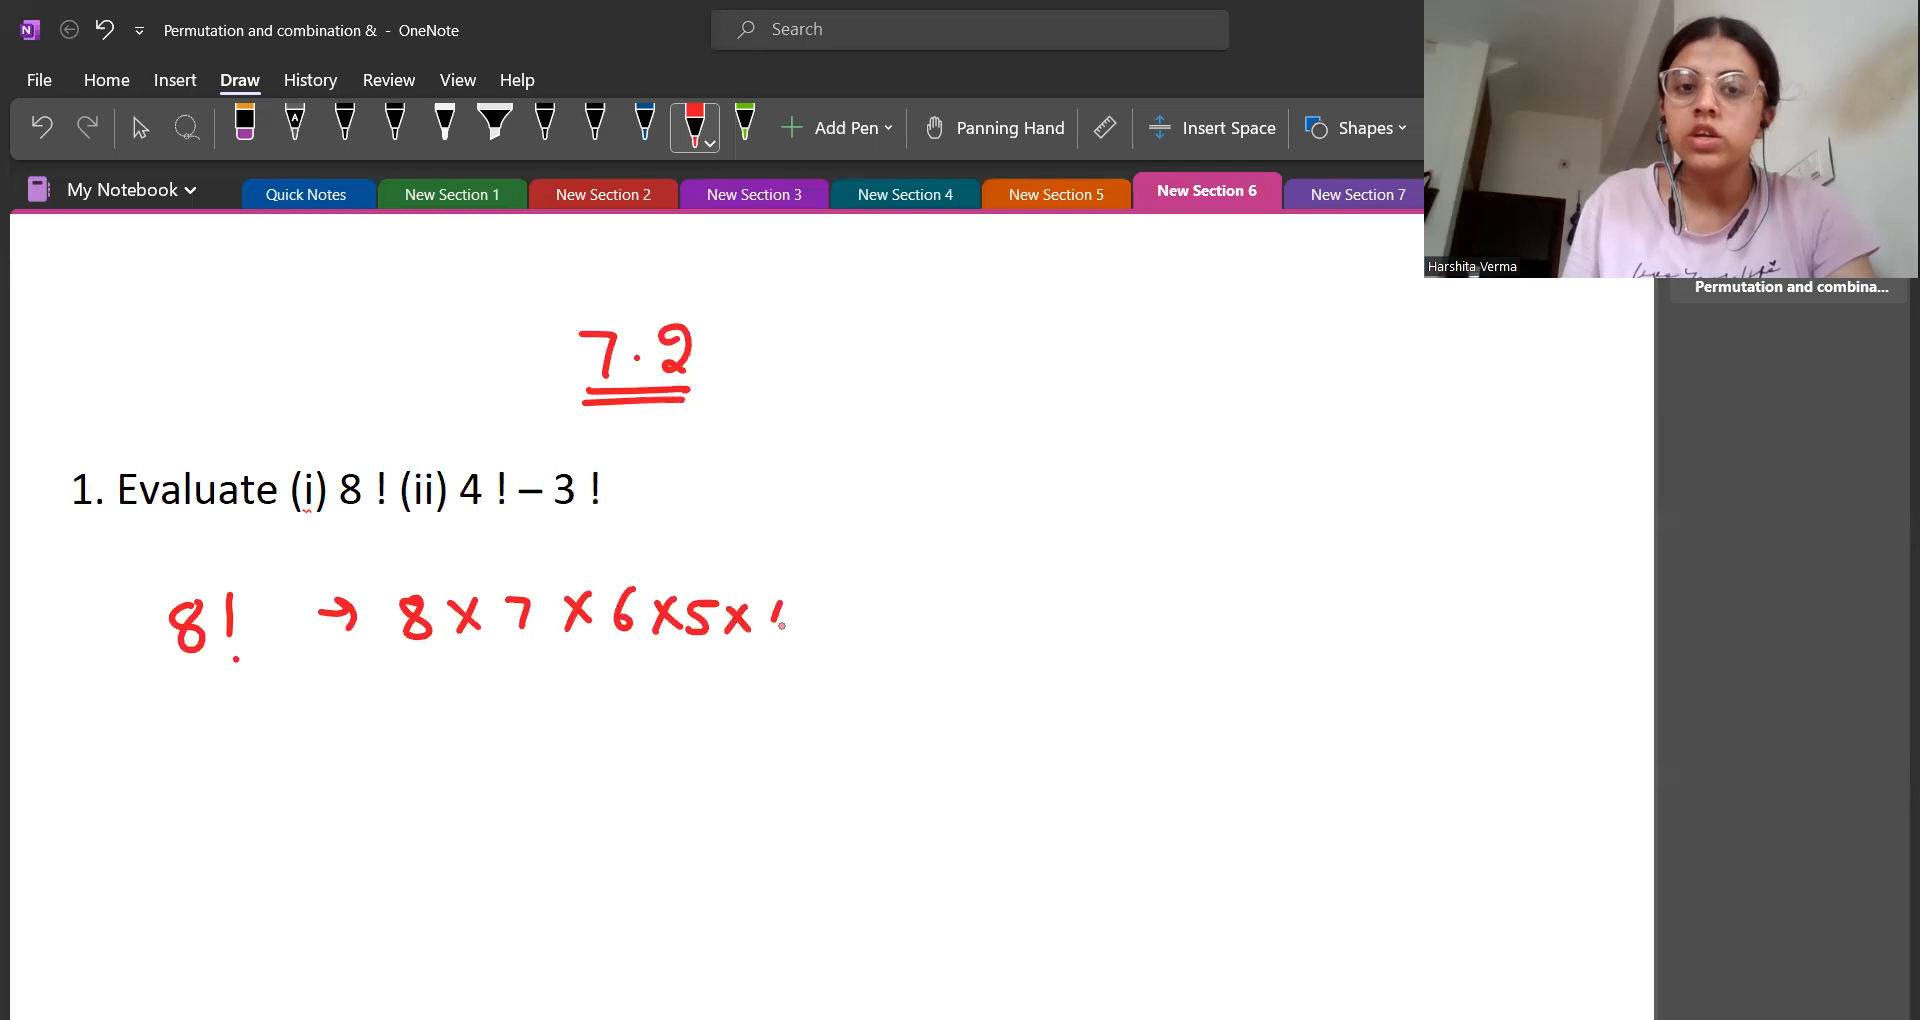 Permutation and combination & - OneNote
Search
File Home Insert Draw History Review View Help
A
Add Pen
Panning Hand
Insert Space
Shapes
My Notebook
Quick Notes
New Section 1
New Section 2
New Section 3
New Section 4
New Section 5
New Section 6
New Section 7
Harshita Verma
Permutation and combina...
7.2
1. Evaluate (i) 8 ! (ii) 4 ! – 3 !
8! → 8 × 7 × 6 × 5 ×